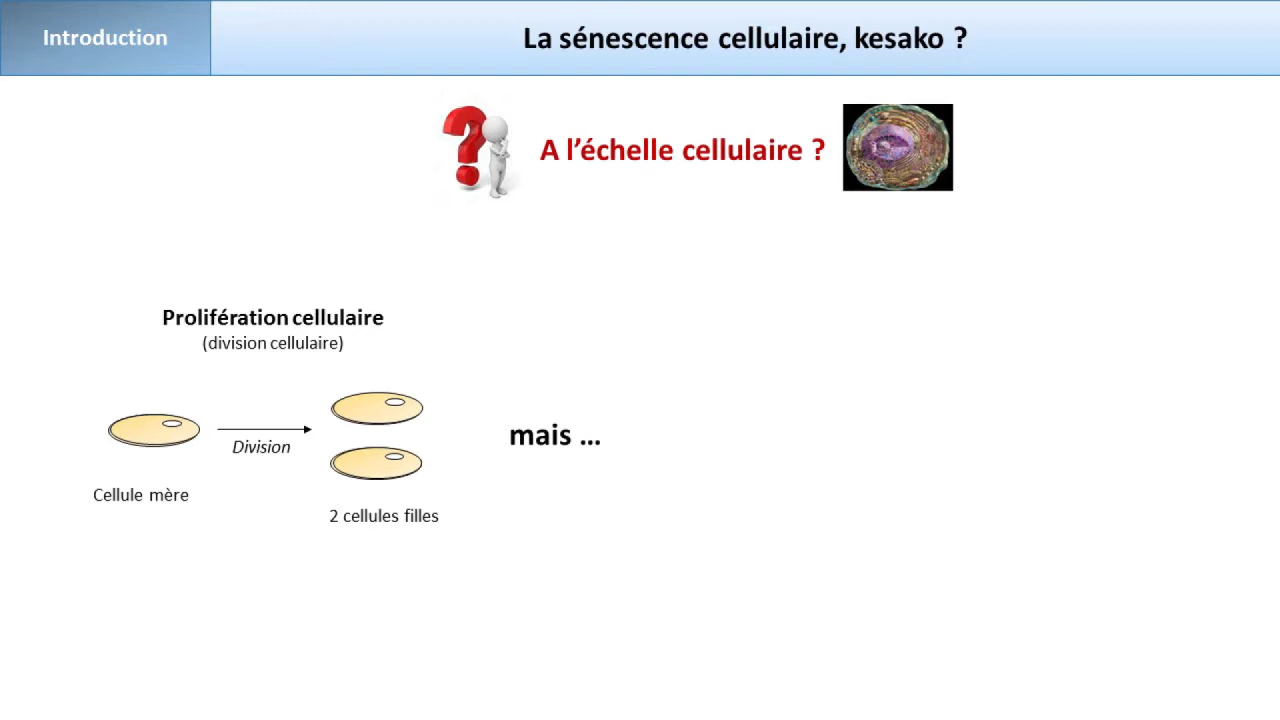 Introduction
La sénescence cellulaire, kesako ?
A l’échelle cellulaire ?
Prolifération cellulaire
(division cellulaire)
Division
mais ...
Cellule mère
2 cellules filles